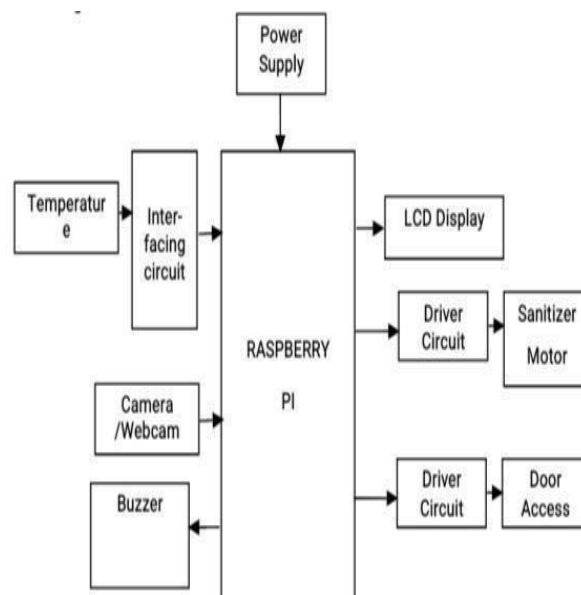 Power
Supply
Temperatur
e
Inter-
facing
circuit
LCD Display
Driver
Circuit
Sanitizer
Motor
RASPBERRY
PI
Camera
/Webcam
Buzzer
Driver
Circuit
Door
Access